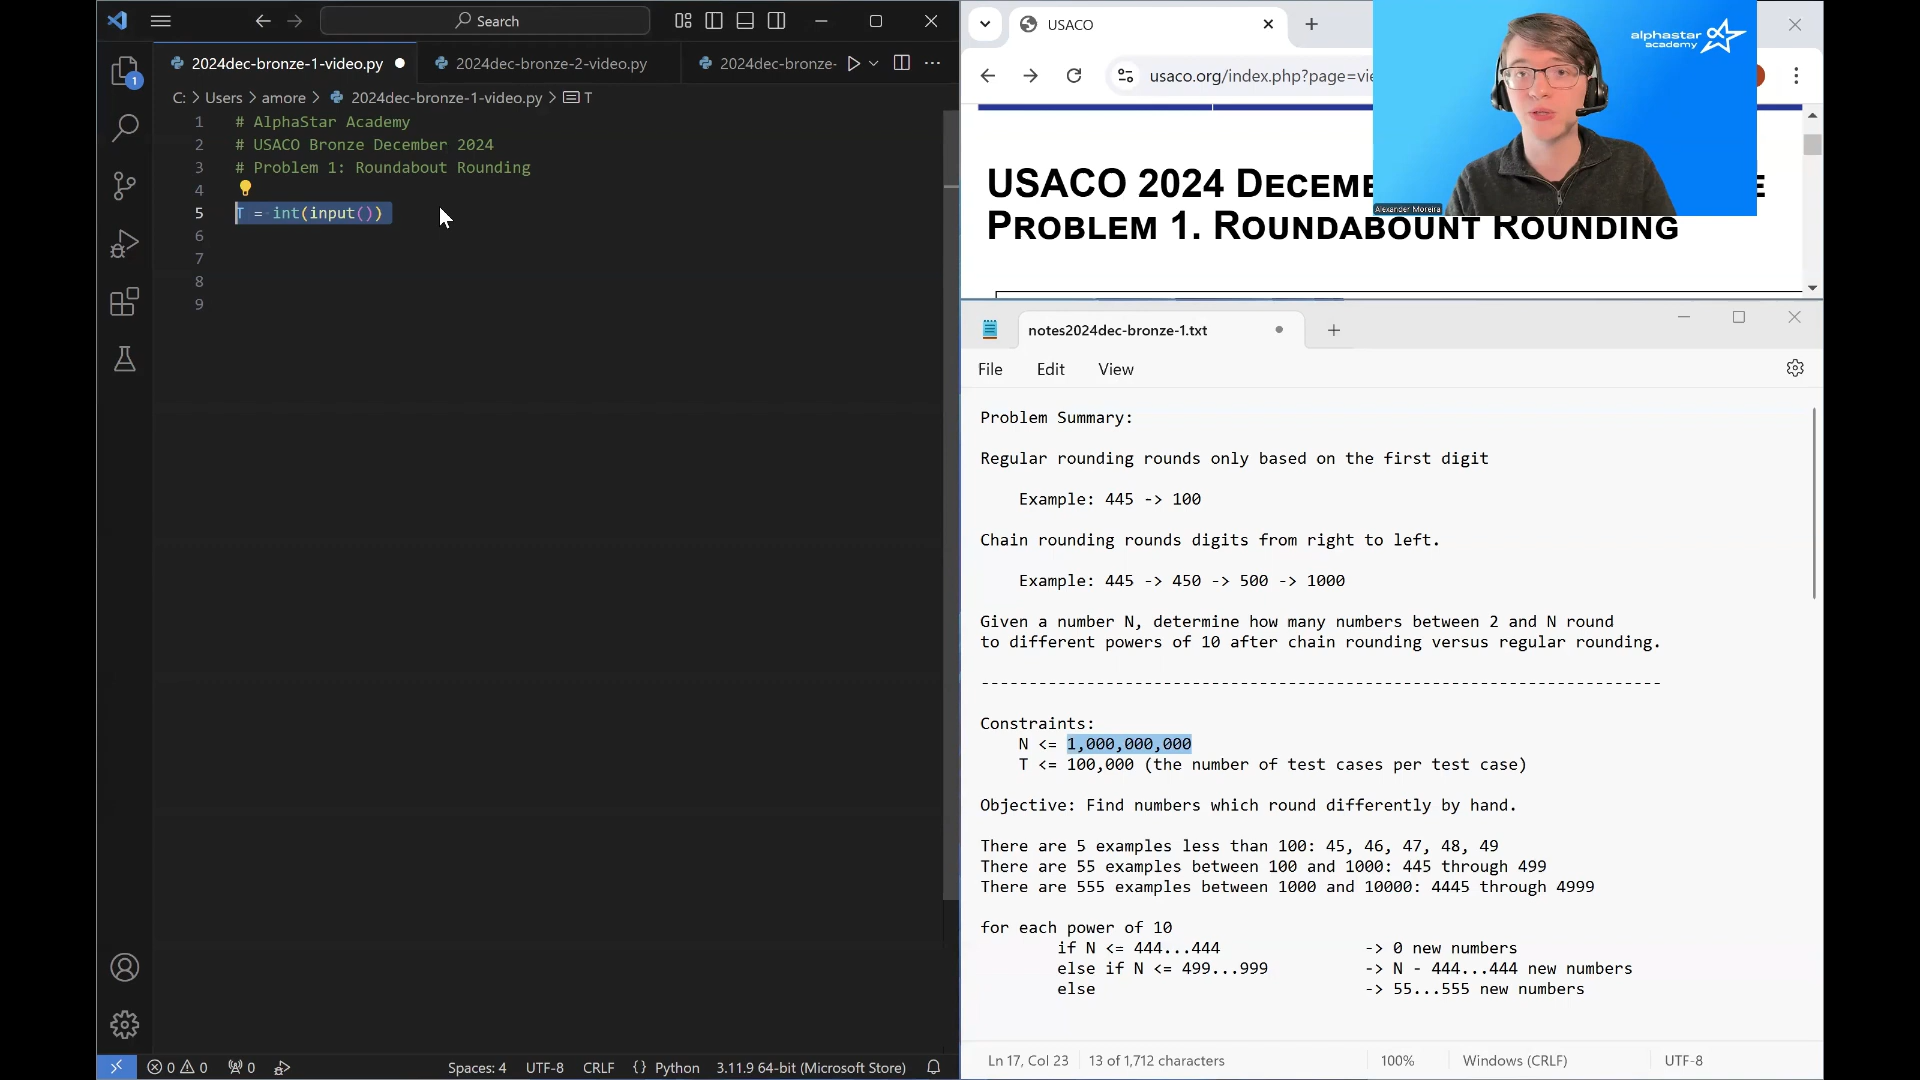 Search
2024dec-bronze-1-video.py
2024dec-bronze-2-video.py
2024dec-bronze-
C: > Users > amore > 2024dec-bronze-1-video.py > T
1 # AlphaStar Academy
2 # USACO Bronze December 2024
3 # Problem 1: Roundabout Rounding
4
5 T = int(input())
6
7
8
9
1
0 0 0
Spaces: 4 UTF-8 CRLF {} Python 3.11.9 64-bit (Microsoft Store)
USACO
usaco.org/index.php?page=vie
USACO 2024 DECEME
PROBLEM 1. ROUNDABOUNT ROUNDING
alphastar
academy
Alexander Moreira
notes2024dec-bronze-1.txt
File Edit View
Problem Summary:
Regular rounding rounds only based on the first digit
Example: 445 -> 100
Chain rounding rounds digits from right to left.
Example: 445 -> 450 -> 500 -> 1000
Given a number N, determine how many numbers between 2 and N round
to different powers of 10 after chain rounding versus regular rounding.
-----------------------------------------------------------------------
Constraints:
N <= 1,000,000,000
T <= 100,000 (the number of test cases per test case)
Objective: Find numbers which round differently by hand.
There are 5 examples less than 100: 45, 46, 47, 48, 49
There are 55 examples between 100 and 1000: 445 through 499
There are 555 examples between 1000 and 10000: 4445 through 4999
for each power of 10
if N <= 444...444 -> 0 new numbers
else if N <= 499...999 -> N - 444...444 new numbers
else -> 55...555 new numbers
Ln 17, Col 23 13 of 1,712 characters 100% Windows (CRLF) UTF-8